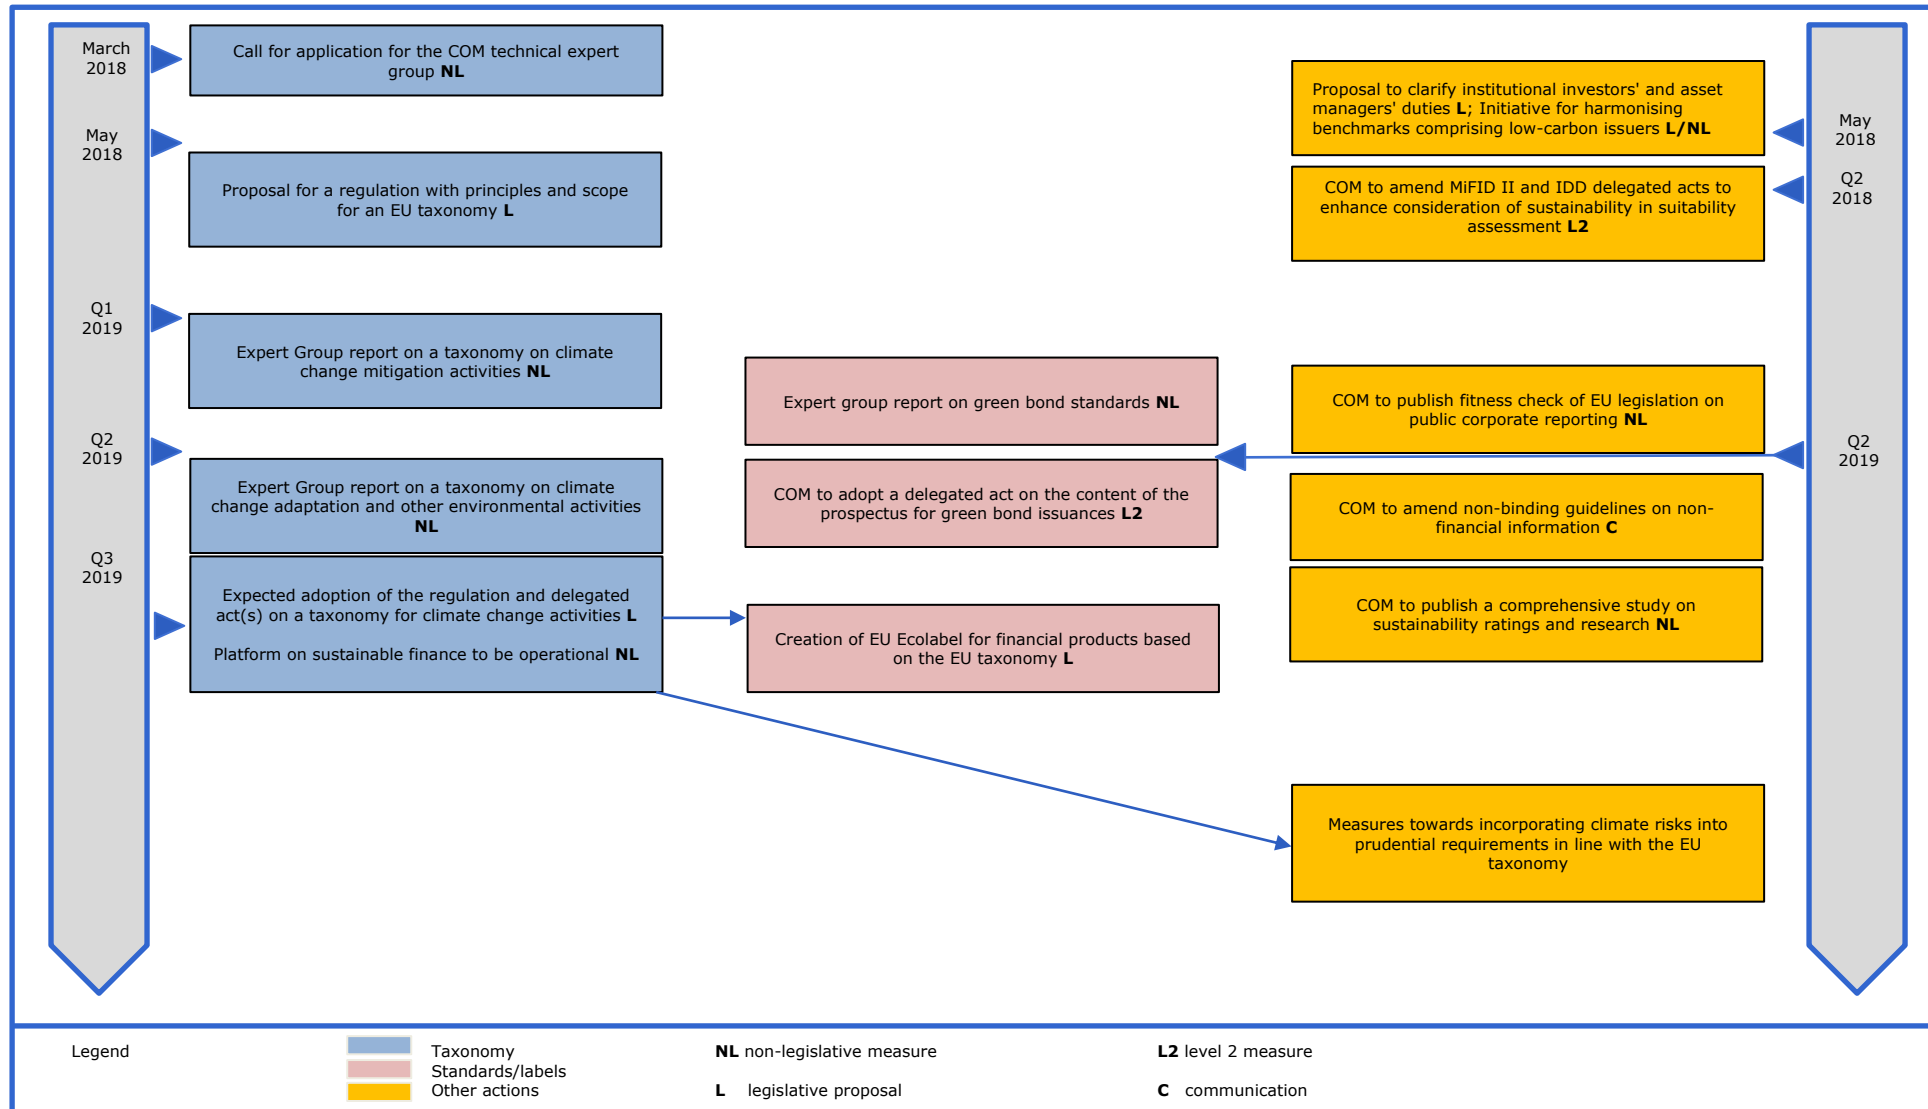 March
2018
Call for application for the COM technical expert
group NL
May
2018
Proposal for a regulation with principles and scope
for an EU taxonomy L
Q1
2019
Expert Group report on a taxonomy on climate
change mitigation activities NL
Q2
2019
Expert Group report on a taxonomy on climate
change adaptation and other environmental activities
NL
Q3
2019
Expected adoption of the regulation and delegated
act(s) on a taxonomy for climate change activities L
Platform on sustainable finance to be operational NL
Expert group report on green bond standards NL
COM to adopt a delegated act on the content of the
prospectus for green bond issuances L2
Creation of EU Ecolabel for financial products based
on the EU taxonomy L
Proposal to clarify institutional investors' and asset
managers' duties L; Initiative for harmonising
benchmarks comprising low-carbon issuers L/NL
May
2018
COM to amend MiFID II and IDD delegated acts to
enhance consideration of sustainability in suitability
assessment L2
Q2
2018
COM to publish fitness check of EU legislation on
public corporate reporting NL
Q2
2019
COM to amend non-binding guidelines on non-
financial information C
COM to publish a comprehensive study on
sustainability ratings and research NL
Measures towards incorporating climate risks into
prudential requirements in line with the EU
taxonomy
Legend
Taxonomy
Standards/labels
Other actions
NL non-legislative measure
L legislative proposal
L2 level 2 measure
C communication